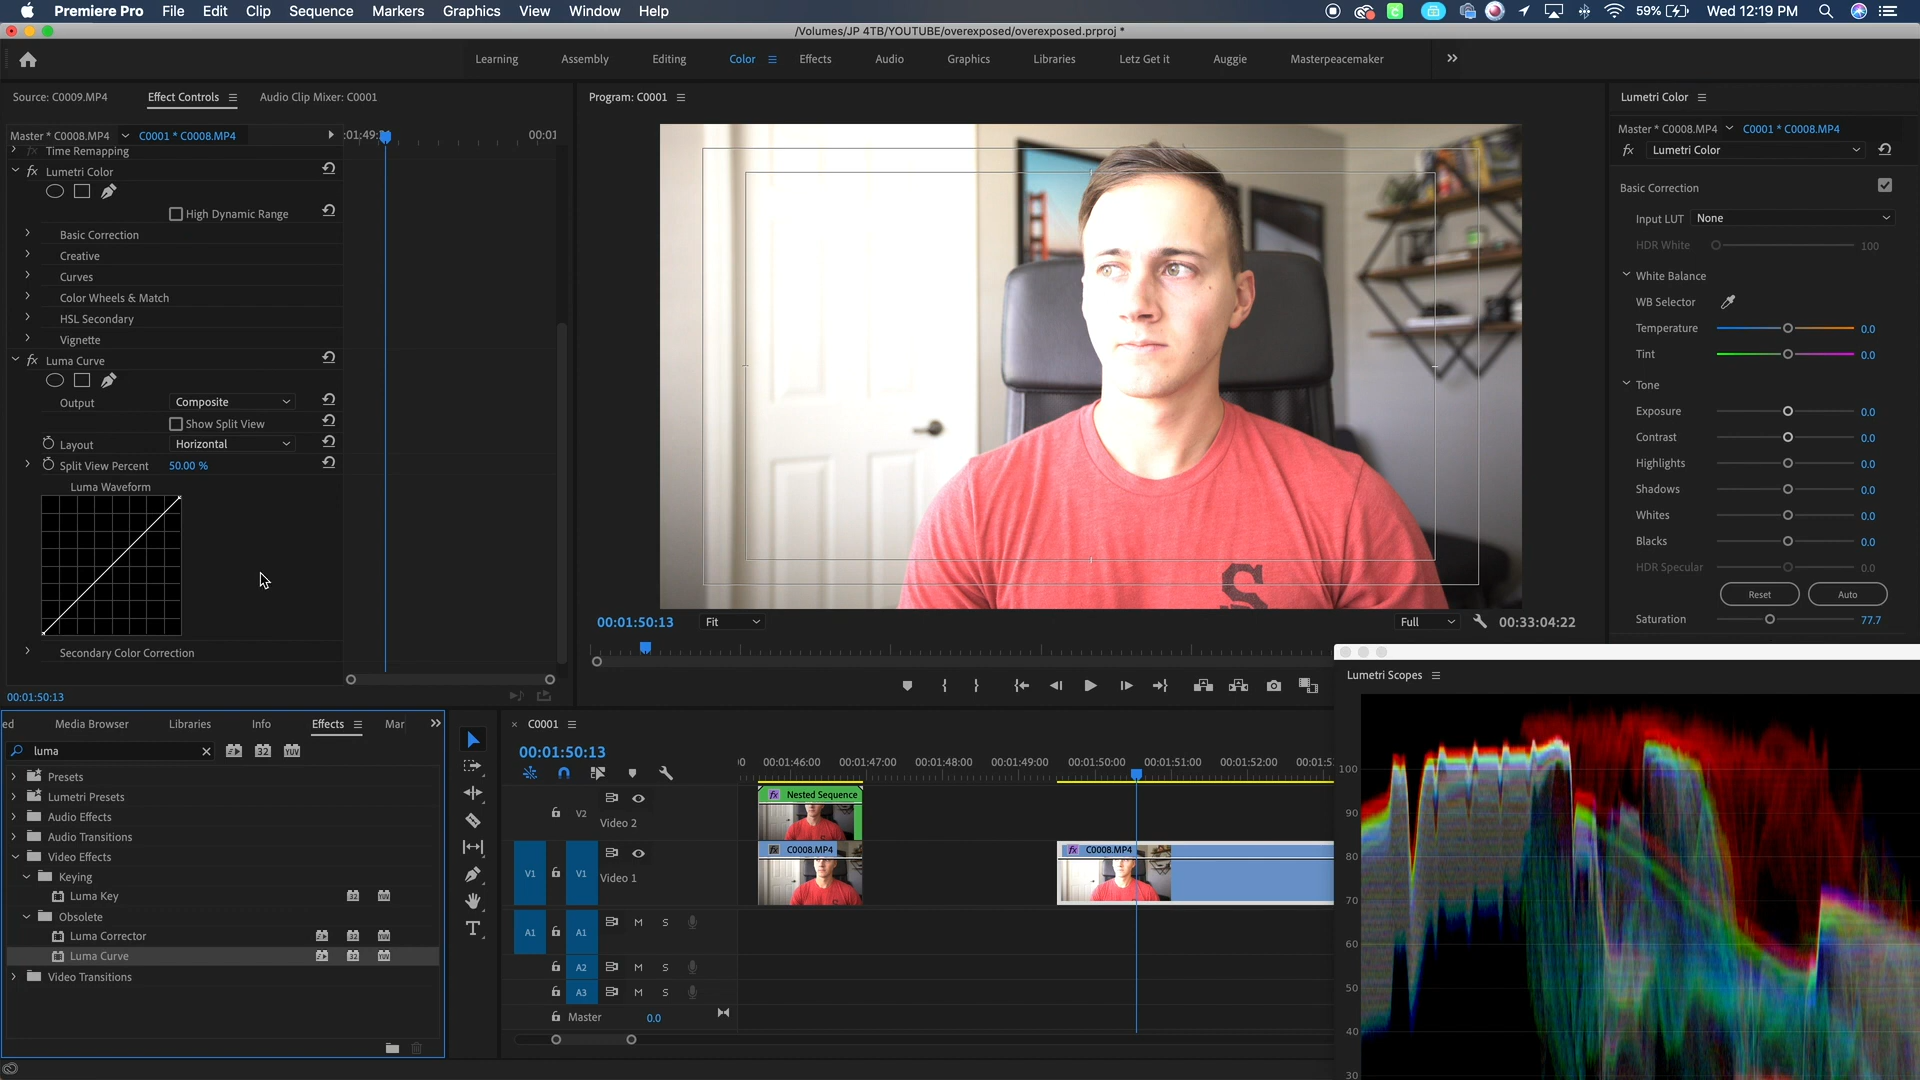 Premiere Pro File Edit Clip Sequence Markers Graphics View Window Help
59% Wed 12:19 PM
/Volumes/JP 4TB/YOUTUBE/overexposed/overexposed.prproj *
Learning Assembly Editing Color Effects Audio Graphics Libraries Letz Get it Auggie Masterpeacemaker
Source: C0009.MP4 Effect Controls Audio Clip Mixer: C0001
Master * C0008.MP4 C0001 * C0008.MP4
00:01
Time Remapping
fx Lumetri Color
High Dynamic Range
Basic Correction
Creative
Curves
Color Wheels & Match
HSL Secondary
Vignette
fx Luma Curve
Output Composite
Show Split View
Layout Horizontal
Split View Percent 50.00 %
Luma Waveform
Secondary Color Correction
00:01:50:13
Program: C0001
S
00:01:50:13 Fit Full 00:33:04:22
Lumetri Color
Master * C0008.MP4 C0001 * C0008.MP4
fx Lumetri Color
Basic Correction
Input LUT None
HDR White 100
White Balance
WB Selector
Temperature 0.0
Tint 0.0
Tone
Exposure 0.0
Contrast 0.0
Highlights 0.0
Shadows 0.0
Whites 0.0
Blacks 0.0
HDR Specular 0.0
Reset Auto
Saturation 77.7
Lumetri Scopes
100
90
80
70
60
50
40
30
ed Media Browser Libraries Info Effects Mar
luma
32 YUV
Presets
Lumetri Presets
Audio Effects
Audio Transitions
Video Effects
Keying
Luma Key
Obsolete
Luma Corrector
Luma Curve
Video Transitions
C0001
00:01:50:13
00:01:46:00 00:01:47:00 00:01:48:00 00:01:49:00 00:01:50:00 00:01:51:00 00:01:52:00 00:01:5
fx Nested Sequence
V2 Video 2
fx C0008.MP4 fx C0008.MP4
V1 V1 Video 1
A1 A1 M S
A2 M S
A3 M S
Master 0.0